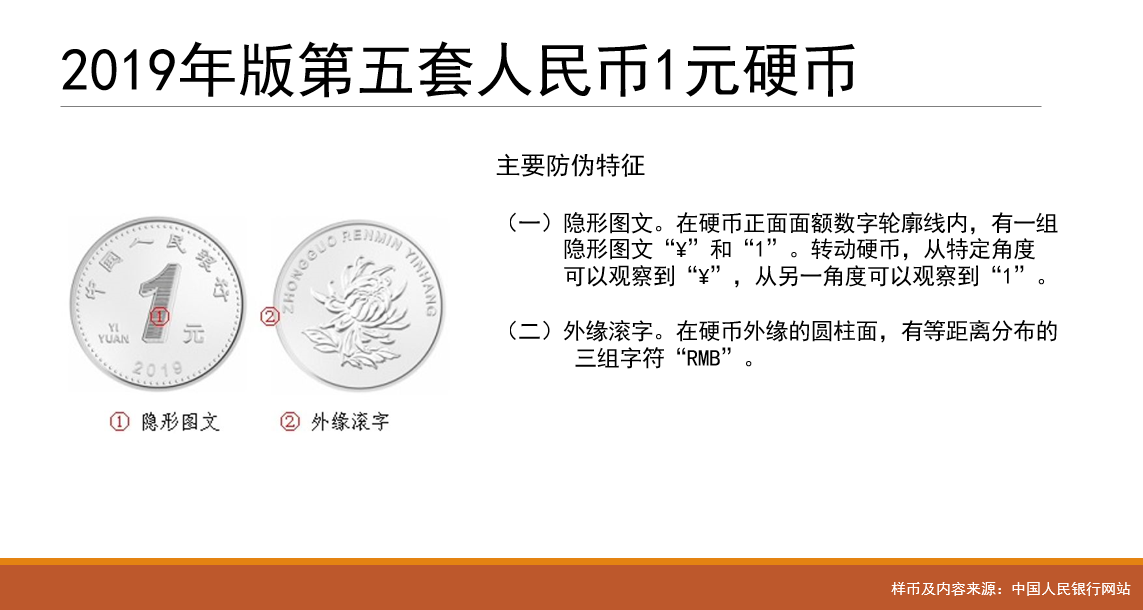 2019年版第五套人民币1元硬币
主要防伪特征
（一）隐形图文。在硬币正面面额数字轮廓线内，有一组
隐形图文“¥”和“1”。转动硬币，从特定角度
可以观察到“¥”，从另一角度可以观察到“1”。
（二）外缘滚字。在硬币外缘的圆柱面，有等距离分布的
三组字符“RMB”。
中国人民银行
1
①
YI
YUAN
元
2019
ZHONGGUO RENMIN YINHANG
②
① 隐形图文
② 外缘滚字
样币及内容来源：中国人民银行网站